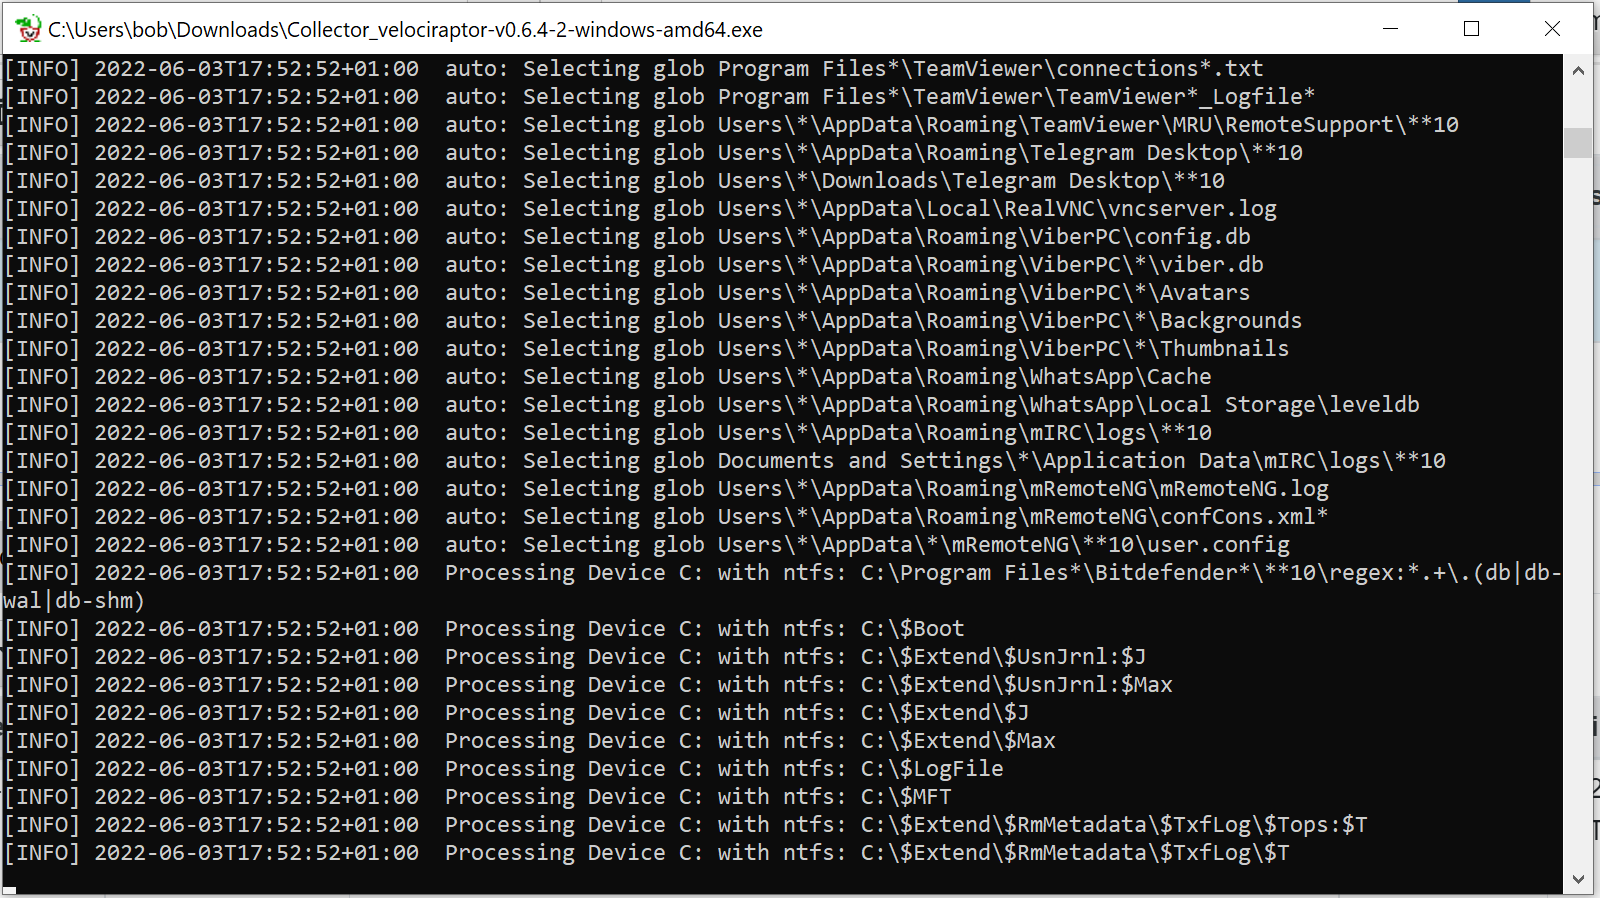 C:\Users\bob\Downloads\Collector_velociraptor-v0.6.4-2-windows-amd64.exe
[INFO] 2022-06-03T17:52:52+01:00  auto: Selecting glob Program Files*\TeamViewer\connections*.txt
[INFO] 2022-06-03T17:52:52+01:00  auto: Selecting glob Program Files*\TeamViewer\TeamViewer*_Logfile*
[INFO] 2022-06-03T17:52:52+01:00  auto: Selecting glob Users\*\AppData\Roaming\TeamViewer\MRU\RemoteSupport\**10
[INFO] 2022-06-03T17:52:52+01:00  auto: Selecting glob Users\*\AppData\Roaming\Telegram Desktop\**10
[INFO] 2022-06-03T17:52:52+01:00  auto: Selecting glob Users\*\Downloads\Telegram Desktop\**10
[INFO] 2022-06-03T17:52:52+01:00  auto: Selecting glob Users\*\AppData\Local\RealVNC\vncserver.log
[INFO] 2022-06-03T17:52:52+01:00  auto: Selecting glob Users\*\AppData\Roaming\ViberPC\config.db
[INFO] 2022-06-03T17:52:52+01:00  auto: Selecting glob Users\*\AppData\Roaming\ViberPC\*\viber.db
[INFO] 2022-06-03T17:52:52+01:00  auto: Selecting glob Users\*\AppData\Roaming\ViberPC\*\Avatars
[INFO] 2022-06-03T17:52:52+01:00  auto: Selecting glob Users\*\AppData\Roaming\ViberPC\*\Backgrounds
[INFO] 2022-06-03T17:52:52+01:00  auto: Selecting glob Users\*\AppData\Roaming\ViberPC\*\Thumbnails
[INFO] 2022-06-03T17:52:52+01:00  auto: Selecting glob Users\*\AppData\Roaming\WhatsApp\Cache
[INFO] 2022-06-03T17:52:52+01:00  auto: Selecting glob Users\*\AppData\Roaming\WhatsApp\Local Storage\leveldb
[INFO] 2022-06-03T17:52:52+01:00  auto: Selecting glob Users\*\AppData\Roaming\mIRC\logs\**10
[INFO] 2022-06-03T17:52:52+01:00  auto: Selecting glob Documents and Settings\*\Application Data\mIRC\logs\**10
[INFO] 2022-06-03T17:52:52+01:00  auto: Selecting glob Users\*\AppData\Roaming\mRemoteNG\mRemoteNG.log
[INFO] 2022-06-03T17:52:52+01:00  auto: Selecting glob Users\*\AppData\Roaming\mRemoteNG\confCons.xml*
[INFO] 2022-06-03T17:52:52+01:00  auto: Selecting glob Users\*\AppData\*\mRemoteNG\**10\user.config
[INFO] 2022-06-03T17:52:52+01:00  Processing Device C: with ntfs: C:\Program Files*\Bitdefender*\**10\regex:*.+\.(db|db-
wal|db-shm)
[INFO] 2022-06-03T17:52:52+01:00  Processing Device C: with ntfs: C:\$Boot
[INFO] 2022-06-03T17:52:52+01:00  Processing Device C: with ntfs: C:\$Extend\$UsnJrnl:$J
[INFO] 2022-06-03T17:52:52+01:00  Processing Device C: with ntfs: C:\$Extend\$UsnJrnl:$Max
[INFO] 2022-06-03T17:52:52+01:00  Processing Device C: with ntfs: C:\$Extend\$J
[INFO] 2022-06-03T17:52:52+01:00  Processing Device C: with ntfs: C:\$Extend\$Max
[INFO] 2022-06-03T17:52:52+01:00  Processing Device C: with ntfs: C:\$LogFile
[INFO] 2022-06-03T17:52:52+01:00  Processing Device C: with ntfs: C:\$MFT
[INFO] 2022-06-03T17:52:52+01:00  Processing Device C: with ntfs: C:\$Extend\$RmMetadata\$TxfLog\$Tops:$T
[INFO] 2022-06-03T17:52:52+01:00  Processing Device C: with ntfs: C:\$Extend\$RmMetadata\$TxfLog\$T